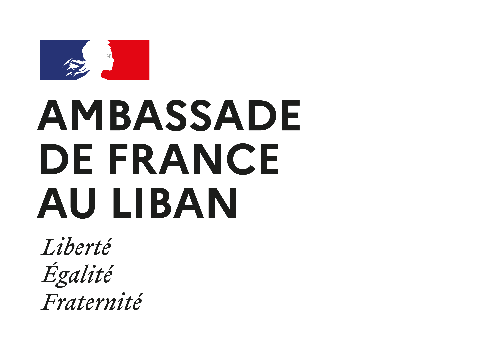 AMBASSADE
DE FRANCE
AU LIBAN
Liberté
Égalité
Fraternité